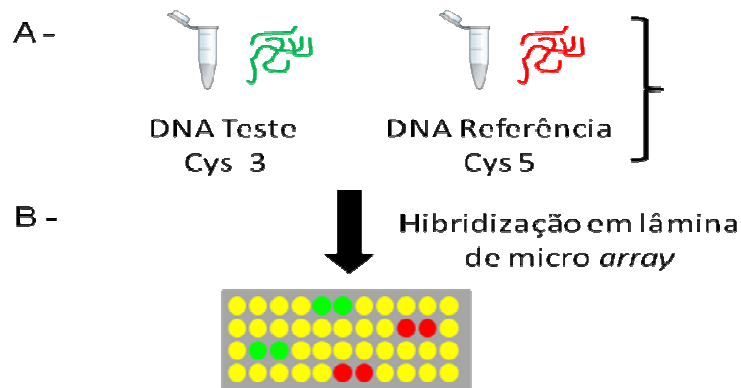 A -
DNA Teste
Cys 3
DNA Referência
Cys 5
B -
Hibridização em lâmina
de micro array